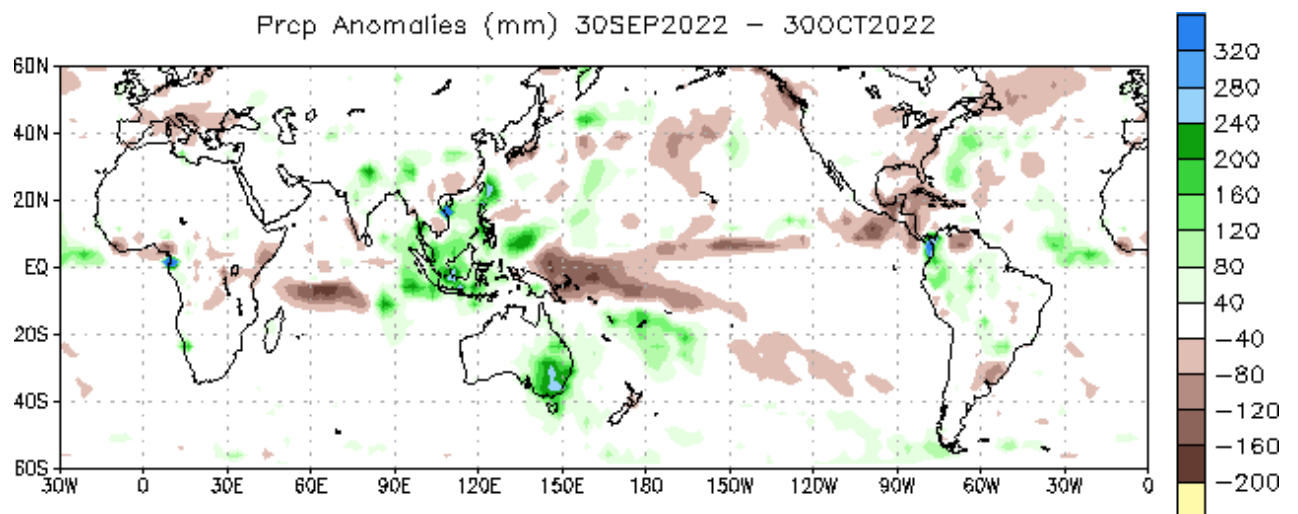 Prcp Anomalies (mm) 30SEP2022 – 30OCT2022
60N
40N
20N
EQ
20S
40S
60S
30W 0 30E 60E 90E 120E 150E 180 150W 120W 90W 60W 30W 0
320
280
240
200
160
120
80
40
−40
−80
−120
−160
−200